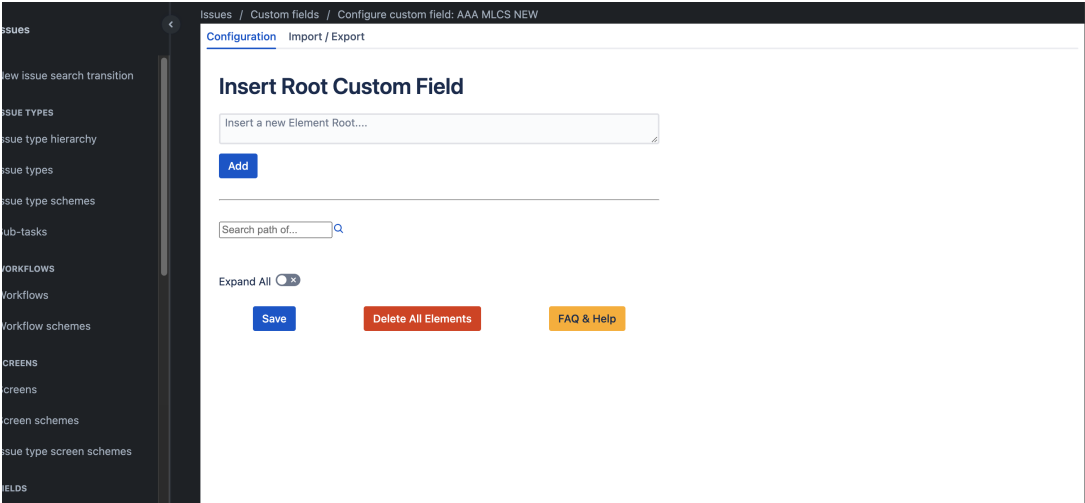 Issues / Custom fields / Configure custom field: AAA MLCS NEW
Configuration Import / Export
ssues
New issue search transition
SSUE TYPES
ssue type hierarchy
ssue types
ssue type schemes
Sub-tasks
WORKFLOWS
Workflows
Workflow schemes
SCREENS
Screens
Screen schemes
ssue type screen schemes
IELDS
Insert Root Custom Field
Insert a new Element Root....
Add
Search path of...
Expand All
Save Delete All Elements FAQ & Help